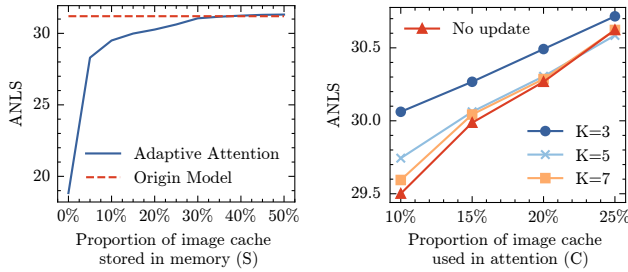 ANLS
31
28
25
20
Adaptive Attention
Origin Model
0% 10% 20% 30% 40% 50%
Proportion of image cache
stored in memory (S)
ANLS
30.5
30.0
29.5
No update
K=3
K=5
K=7
10% 15% 20% 25%
Proportion of image cache
used in attention (C)